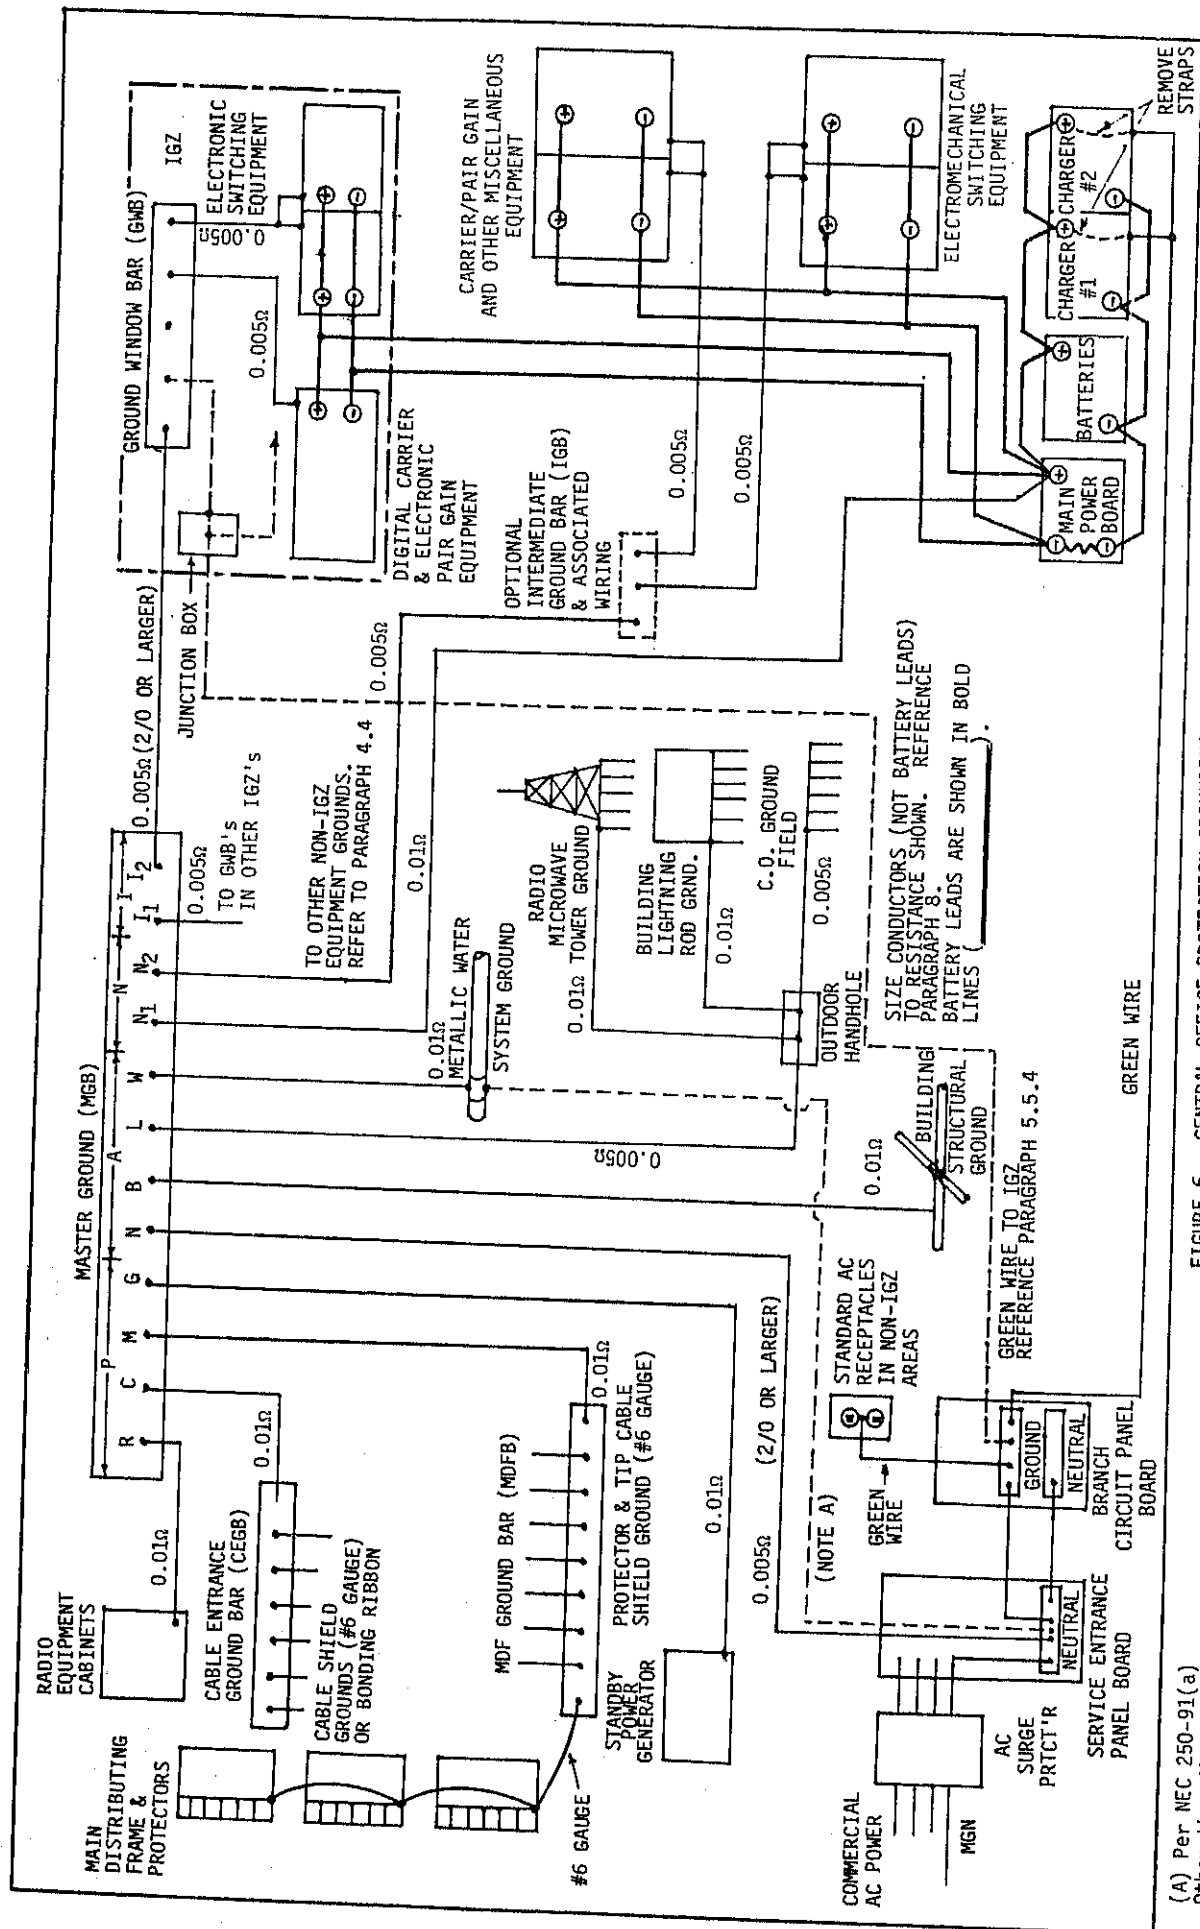 MASTER GROUND (MGB)
P
A
N
I
R
C
M
G
N
B
L
W
N1
N2
I1
I2
0.005Ω (2/0 OR LARGER)
GROUND WINDOW BAR (GWB)
IGZ
RADIO
EQUIPMENT
CABINETS
0.01Ω
CABLE ENTRANCE
GROUND BAR (CEGB)
0.01Ω
CABLE SHIELD
GROUNDS (#6 GAUGE)
OR BONDING RIBBON
MAIN
DISTRIBUTING
FRAME &
PROTECTORS
#6 GAUGE
MDF GROUND BAR (MDFB)
0.01Ω
PROTECTOR & TIP CABLE
SHIELD GROUND (#6 GAUGE)
STANDBY
POWER
GENERATOR
0.01Ω
0.005Ω
(2/0 OR LARGER)
(NOTE A)
COMMERCIAL
AC POWER
MGN
AC
SURGE
PRTCT'R
NEUTRAL
SERVICE ENTRANCE
PANEL BOARD
STANDARD AC
RECEPTACLES
IN NON-IGZ
AREAS
GREEN
WIRE
GROUND
NEUTRAL
BRANCH
CIRCUIT PANEL
BOARD
GREEN WIRE TO IGZ
REFERENCE PARAGRAPH 5.5.4
GREEN WIRE
0.01Ω
BUILDING
STRUCTURAL
GROUND
0.005Ω
0.01Ω
METALLIC WATER
SYSTEM GROUND
RADIO
MICROWAVE
0.01Ω TOWER GROUND
BUILDING
LIGHTNING
ROD GRND.
0.01Ω
C.O. GROUND
FIELD
0.005Ω
OUTDOOR
HANDHOLE
SIZE CONDUCTORS (NOT BATTERY LEADS)
TO RESISTANCE SHOWN. REFERENCE
PARAGRAPH 8.
BATTERY LEADS ARE SHOWN IN BOLD
LINES ( ).
0.005Ω
TO GWB's
IN OTHER IGZ's
TO OTHER NON-IGZ
EQUIPMENT GROUNDS.
REFER TO PARAGRAPH 4.4
0.01Ω
0.005Ω
JUNCTION BOX
ELECTRONIC
SWITCHING
EQUIPMENT
0.005Ω
0.005Ω
+ +
- -
+
-
DIGITAL CARRIER
& ELECTRONIC
PAIR GAIN
EQUIPMENT
OPTIONAL
INTERMEDIATE
GROUND BAR (IGB)
& ASSOCIATED
WIRING
0.005Ω
0.005Ω
CARRIER/PAIR GAIN
AND OTHER MISCELLANEOUS
EQUIPMENT
+ +
- -
ELECTROMECHANICAL
SWITCHING
EQUIPMENT
+ +
- -
MAIN
POWER
BOARD
- +
-
BATTERIES
+
-
CHARGER
#1
+
-
CHARGER
#2
+
-
REMOVE
STRAPS
(A) Per NEC 250-91(a)